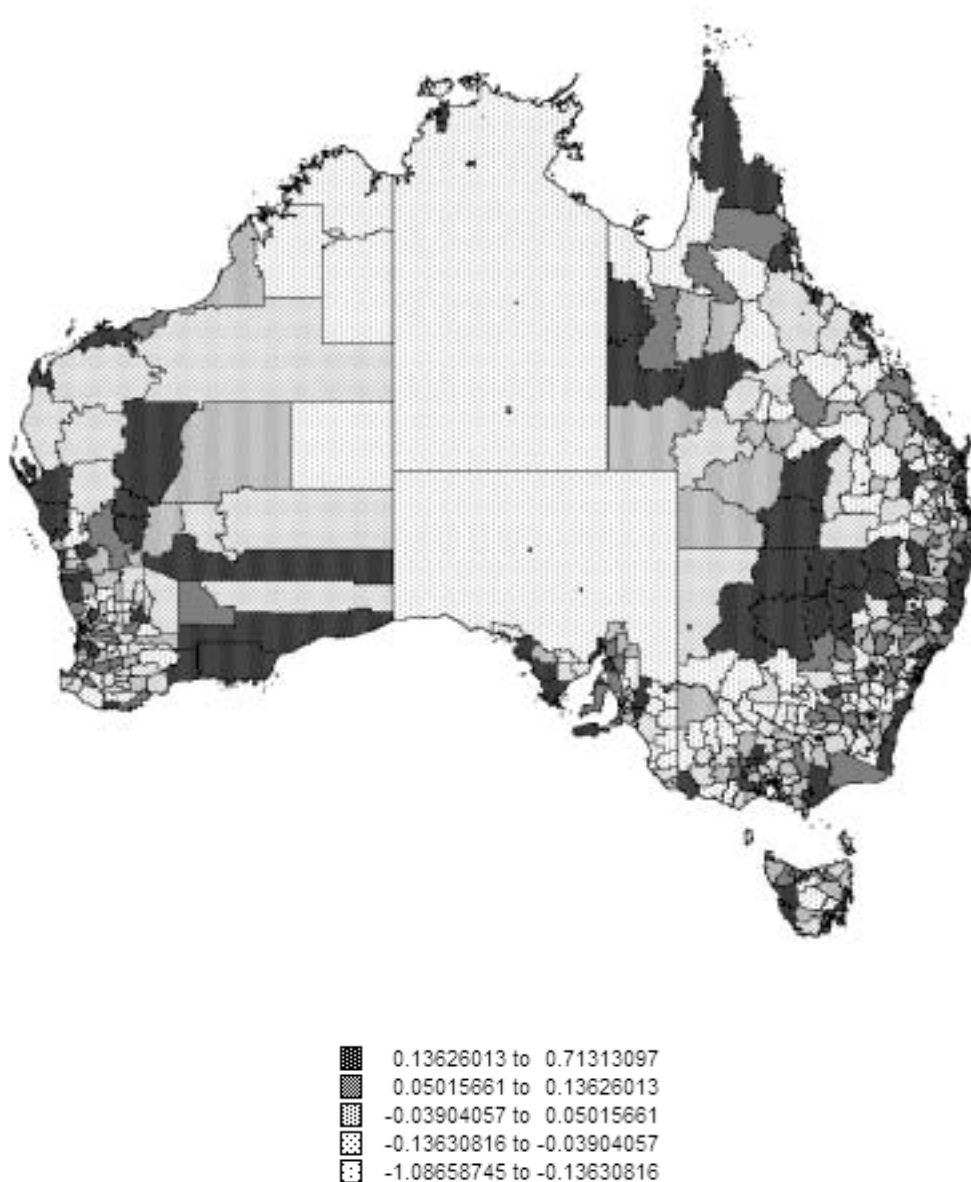 0.13626013 to 0.71313097
0.05015661 to 0.13626013
-0.03904057 to 0.05015661
-0.13630816 to -0.03904057
-1.08658745 to -0.13630816